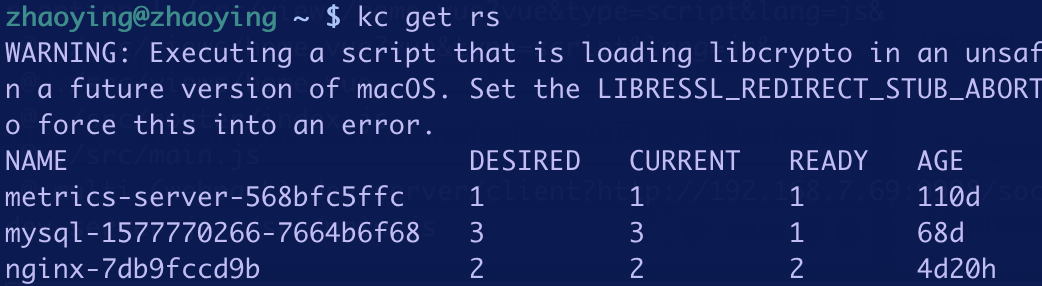 zhaoying@zhaoying ~ $ kc get rs
WARNING: Executing a script that is loading libcrypto in an unsaf
n a future version of macOS. Set the LIBRESSL_REDIRECT_STUB_ABORT
o force this into an error.
NAME DESIRED CURRENT READY AGE
metrics-server-568bfc5ffc 1 1 1 110d
mysql-1577770266-7664b6f68 3 3 1 68d
nginx-7db9fccd9b 2 2 2 4d20h